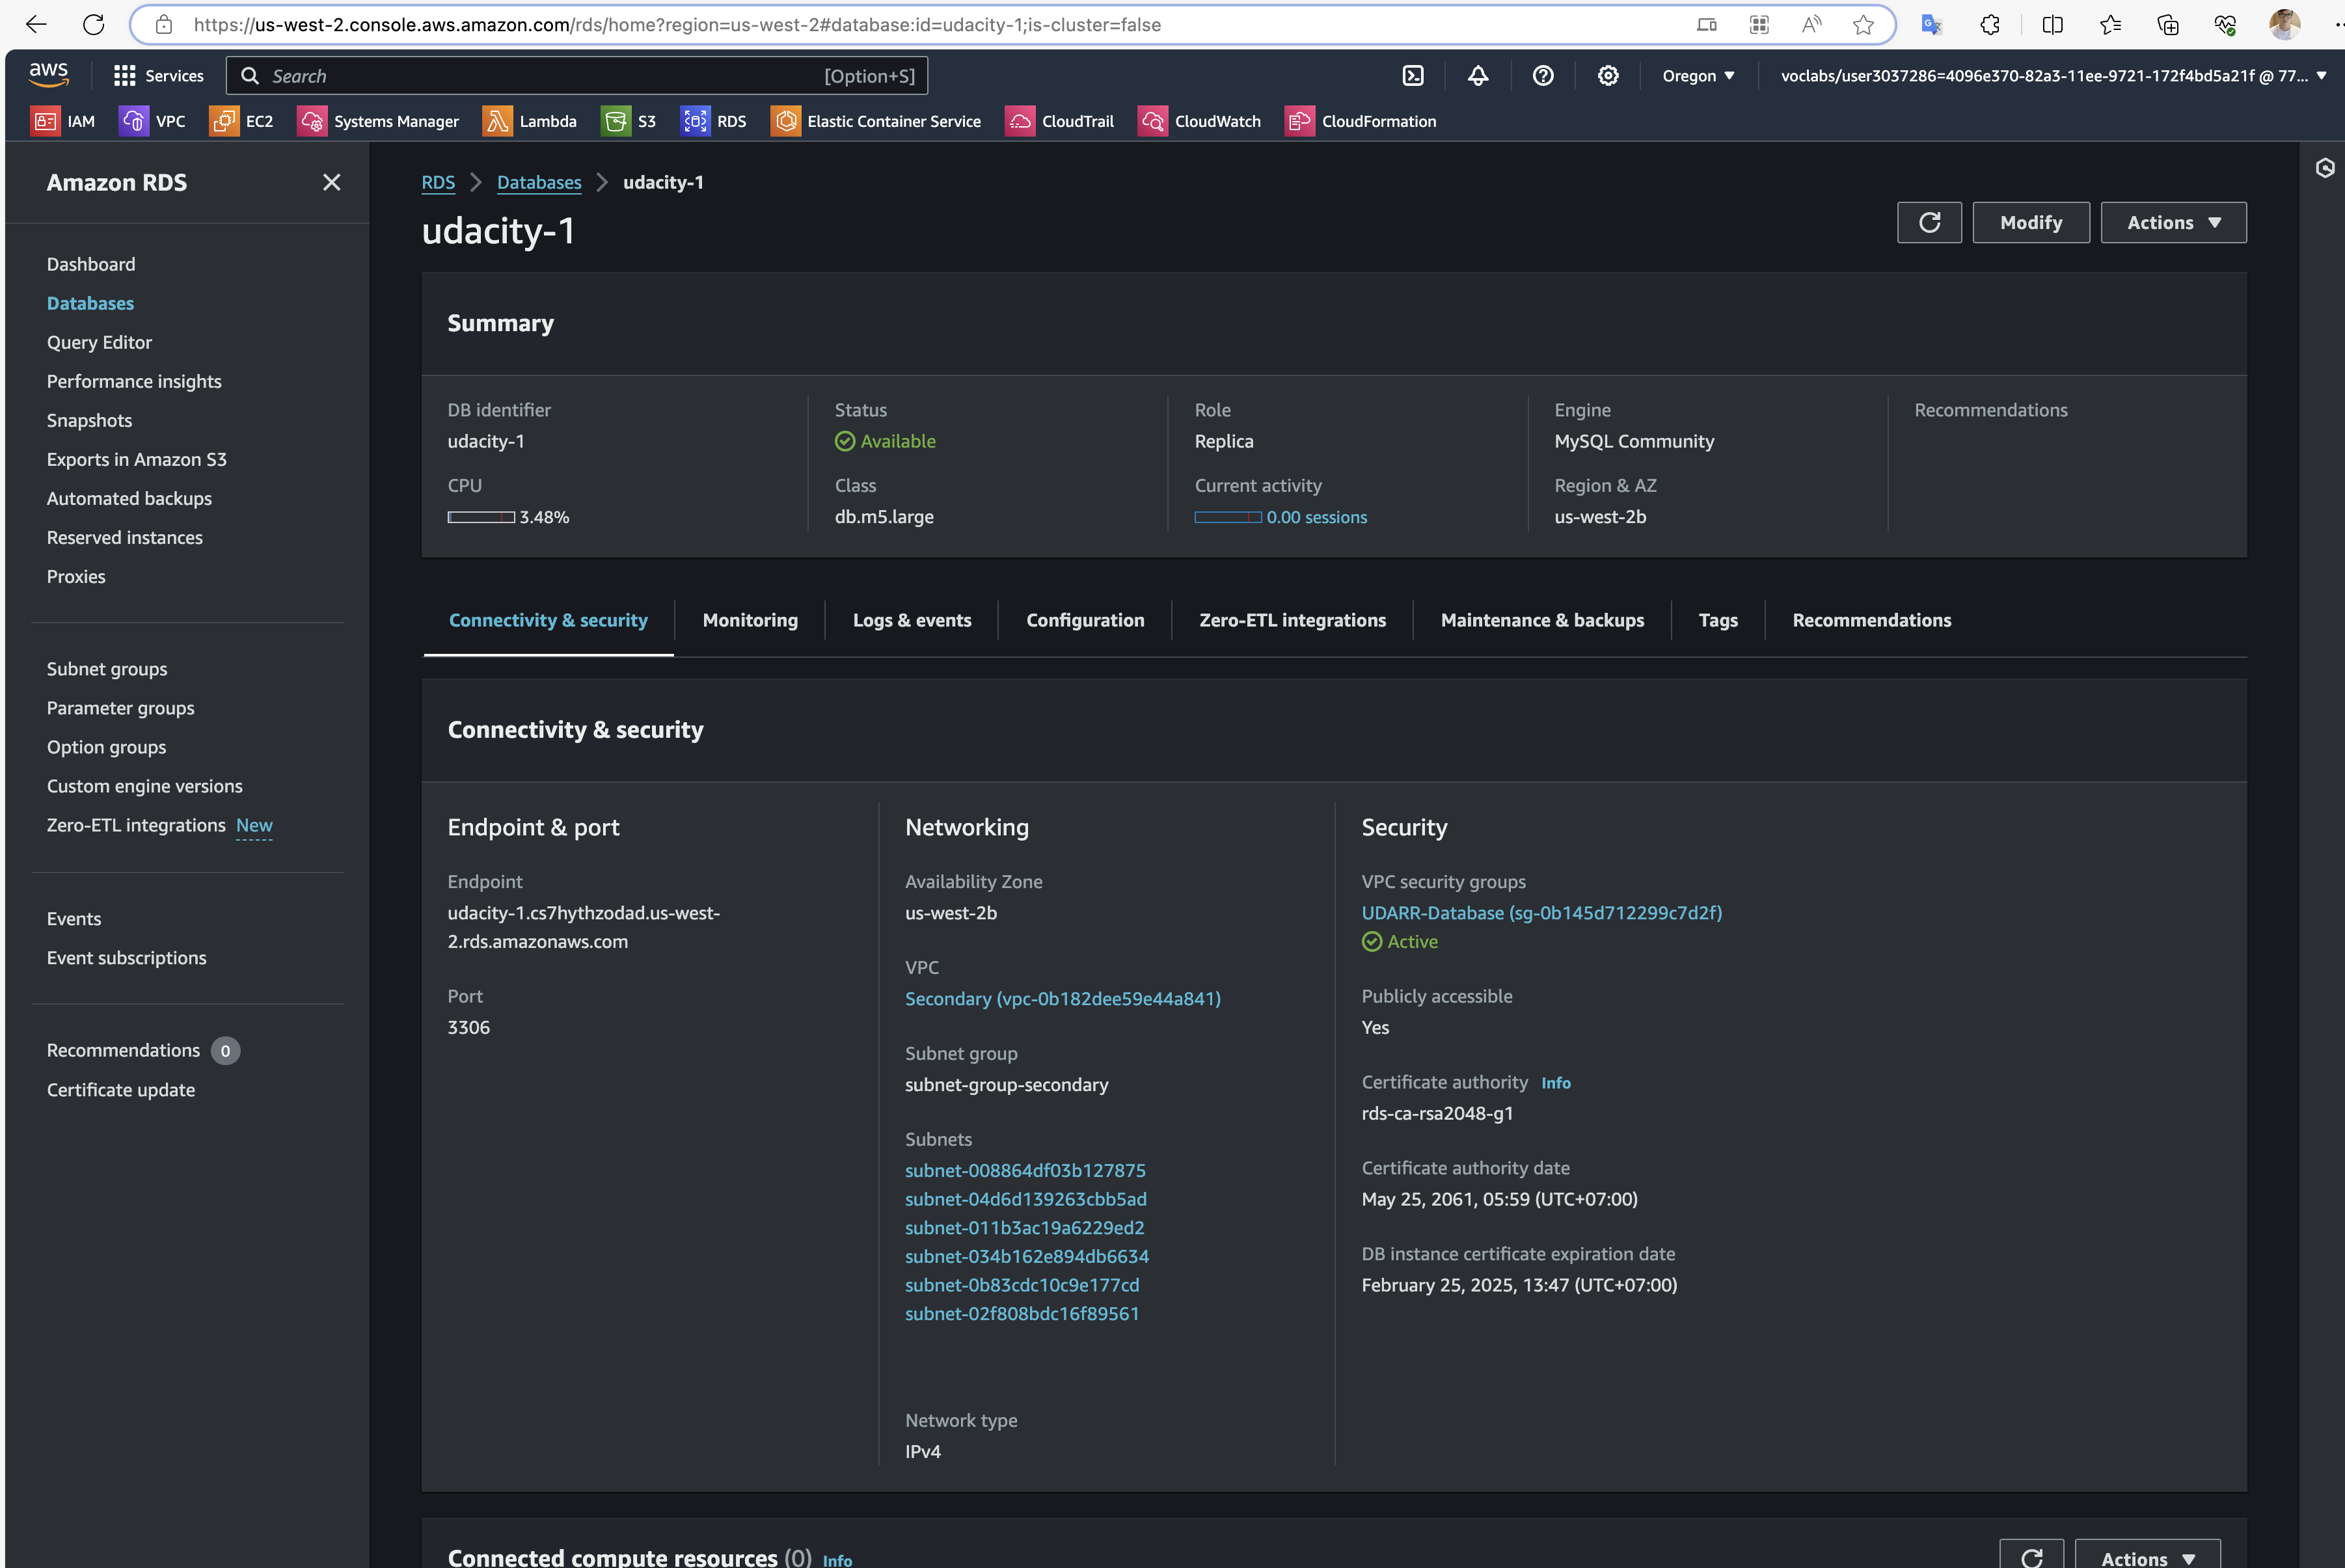 https://us-west-2.console.aws.amazon.com/rds/home?region=us-west-2#database:id=udacity-1;is-cluster=false
aws
Services
Search
[Option+S]
Oregon
voclabs/user3037286=4096e370-82a3-11ee-9721-172f4bd5a21f @ 77...
IAM
VPC
EC2
Systems Manager
Lambda
S3
RDS
Elastic Container Service
CloudTrail
CloudWatch
CloudFormation
Amazon RDS
Dashboard
Databases
Query Editor
Performance insights
Snapshots
Exports in Amazon S3
Automated backups
Reserved instances
Proxies
Subnet groups
Parameter groups
Option groups
Custom engine versions
Zero-ETL integrations New
Events
Event subscriptions
Recommendations 0
Certificate update
RDS > Databases > udacity-1
udacity-1
Modify
Actions
Summary
DB identifier
udacity-1
CPU
3.48%
Status
Available
Class
db.m5.large
Role
Replica
Current activity
0.00 sessions
Engine
MySQL Community
Region & AZ
us-west-2b
Recommendations
Connectivity & security
Monitoring
Logs & events
Configuration
Zero-ETL integrations
Maintenance & backups
Tags
Recommendations
Connectivity & security
Endpoint & port
Endpoint
udacity-1.cs7hythzodad.us-west-
2.rds.amazonaws.com
Port
3306
Networking
Availability Zone
us-west-2b
VPC
Secondary (vpc-0b182dee59e44a841)
Subnet group
subnet-group-secondary
Subnets
subnet-008864df03b127875
subnet-04d6d139263cbb5ad
subnet-011b3ac19a6229ed2
subnet-034b162e894db6634
subnet-0b83cdc10c9e177cd
subnet-02f808bdc16f89561
Network type
IPv4
Security
VPC security groups
UDARR-Database (sg-0b145d712299c7d2f)
Active
Publicly accessible
Yes
Certificate authority Info
rds-ca-rsa2048-g1
Certificate authority date
May 25, 2061, 05:59 (UTC+07:00)
DB instance certificate expiration date
February 25, 2025, 13:47 (UTC+07:00)
Connected compute resources (0) Info
Actions